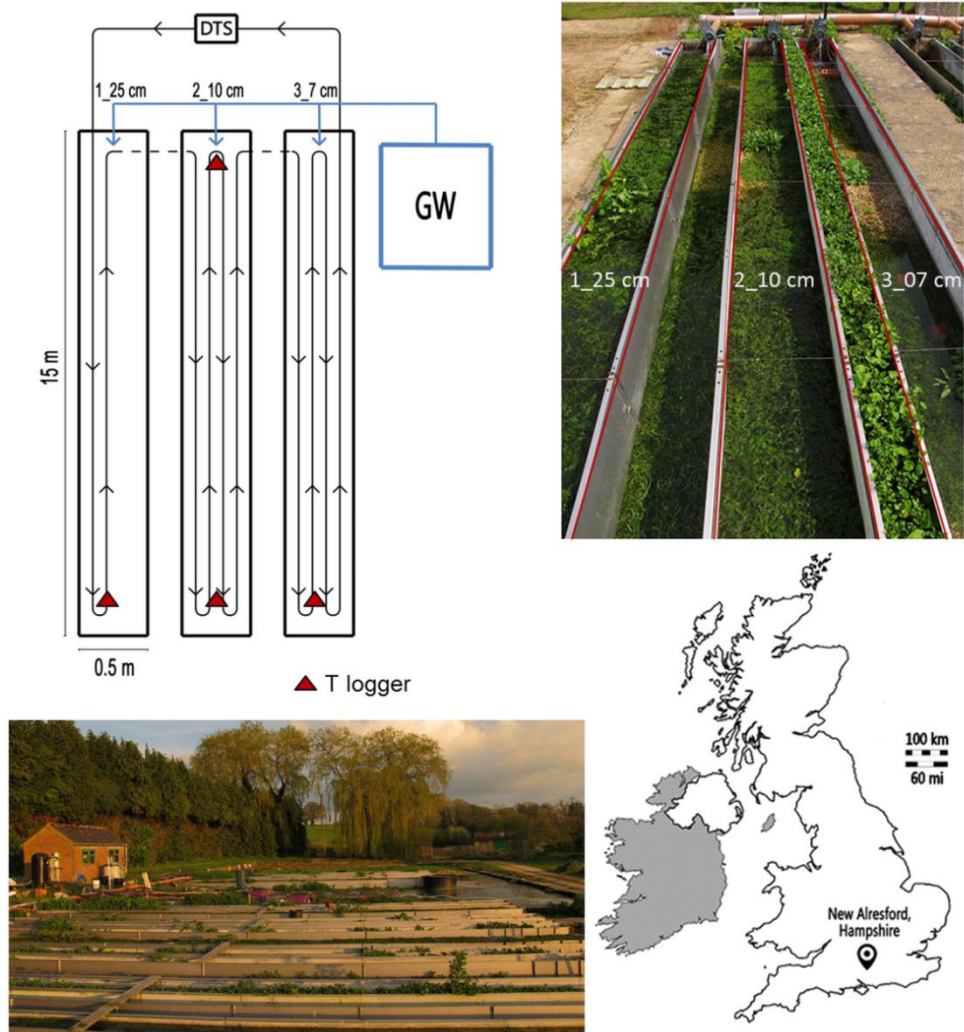 DTS
1_25 cm
2_10 cm
3_7 cm
GW
15 m
0.5 m
T logger
1_25 cm
2_10 cm
3_07 cm
100 km
60 mi
New Alresford,
Hampshire